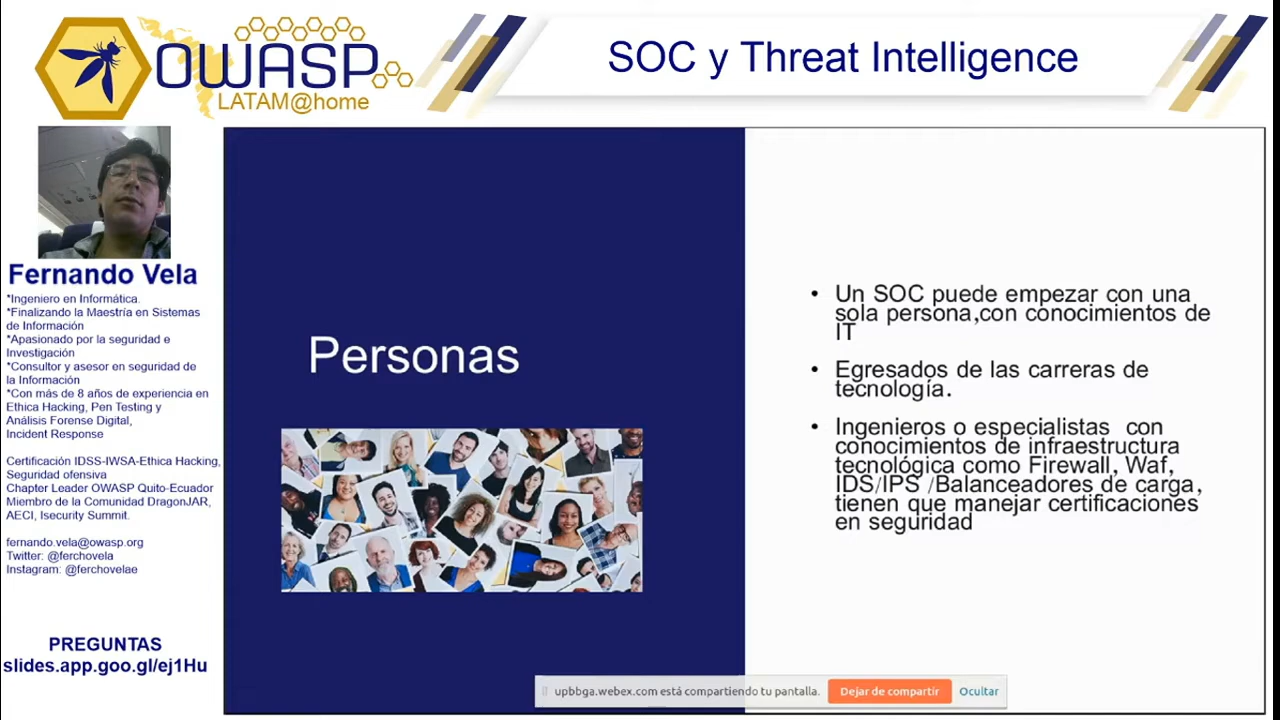 OWASP
LATAM@home
SOC y Threat Intelligence
Fernando Vela
*Ingeniero en Informática.
*Finalizando la Maestría en Sistemas
de Información
*Apasionado por la seguridad e
Investigación
*Consultor y asesor en seguridad de
la Información
*Con más de 8 años de experiencia en
Ethica Hacking, Pen Testing y
Análisis Forense Digital,
Incident Response
Certificación IDSS-IWSA-Ethica Hacking,
Seguridad ofensiva
Chapter Leader OWASP Quito-Ecuador
Miembro de la Comunidad DragonJAR,
AECI, Isecurity Summit.
fernando.vela@owasp.org
Twitter: @ferchovela
Instagram: @ferchovelae
PREGUNTAS
slides.app.goo.gl/ej1Hu
Personas
• Un SOC puede empezar con una
sola persona,con conocimientos de
IT
• Egresados de las carreras de
tecnología.
• Ingenieros o especialistas con
conocimientos de infraestructura
tecnológica como Firewall, Waf,
IDS/IPS /Balanceadores de carga,
tienen que manejar certificaciones
en seguridad
upbbga.webex.com está compartiendo tu pantalla. Dejar de compartir Ocultar